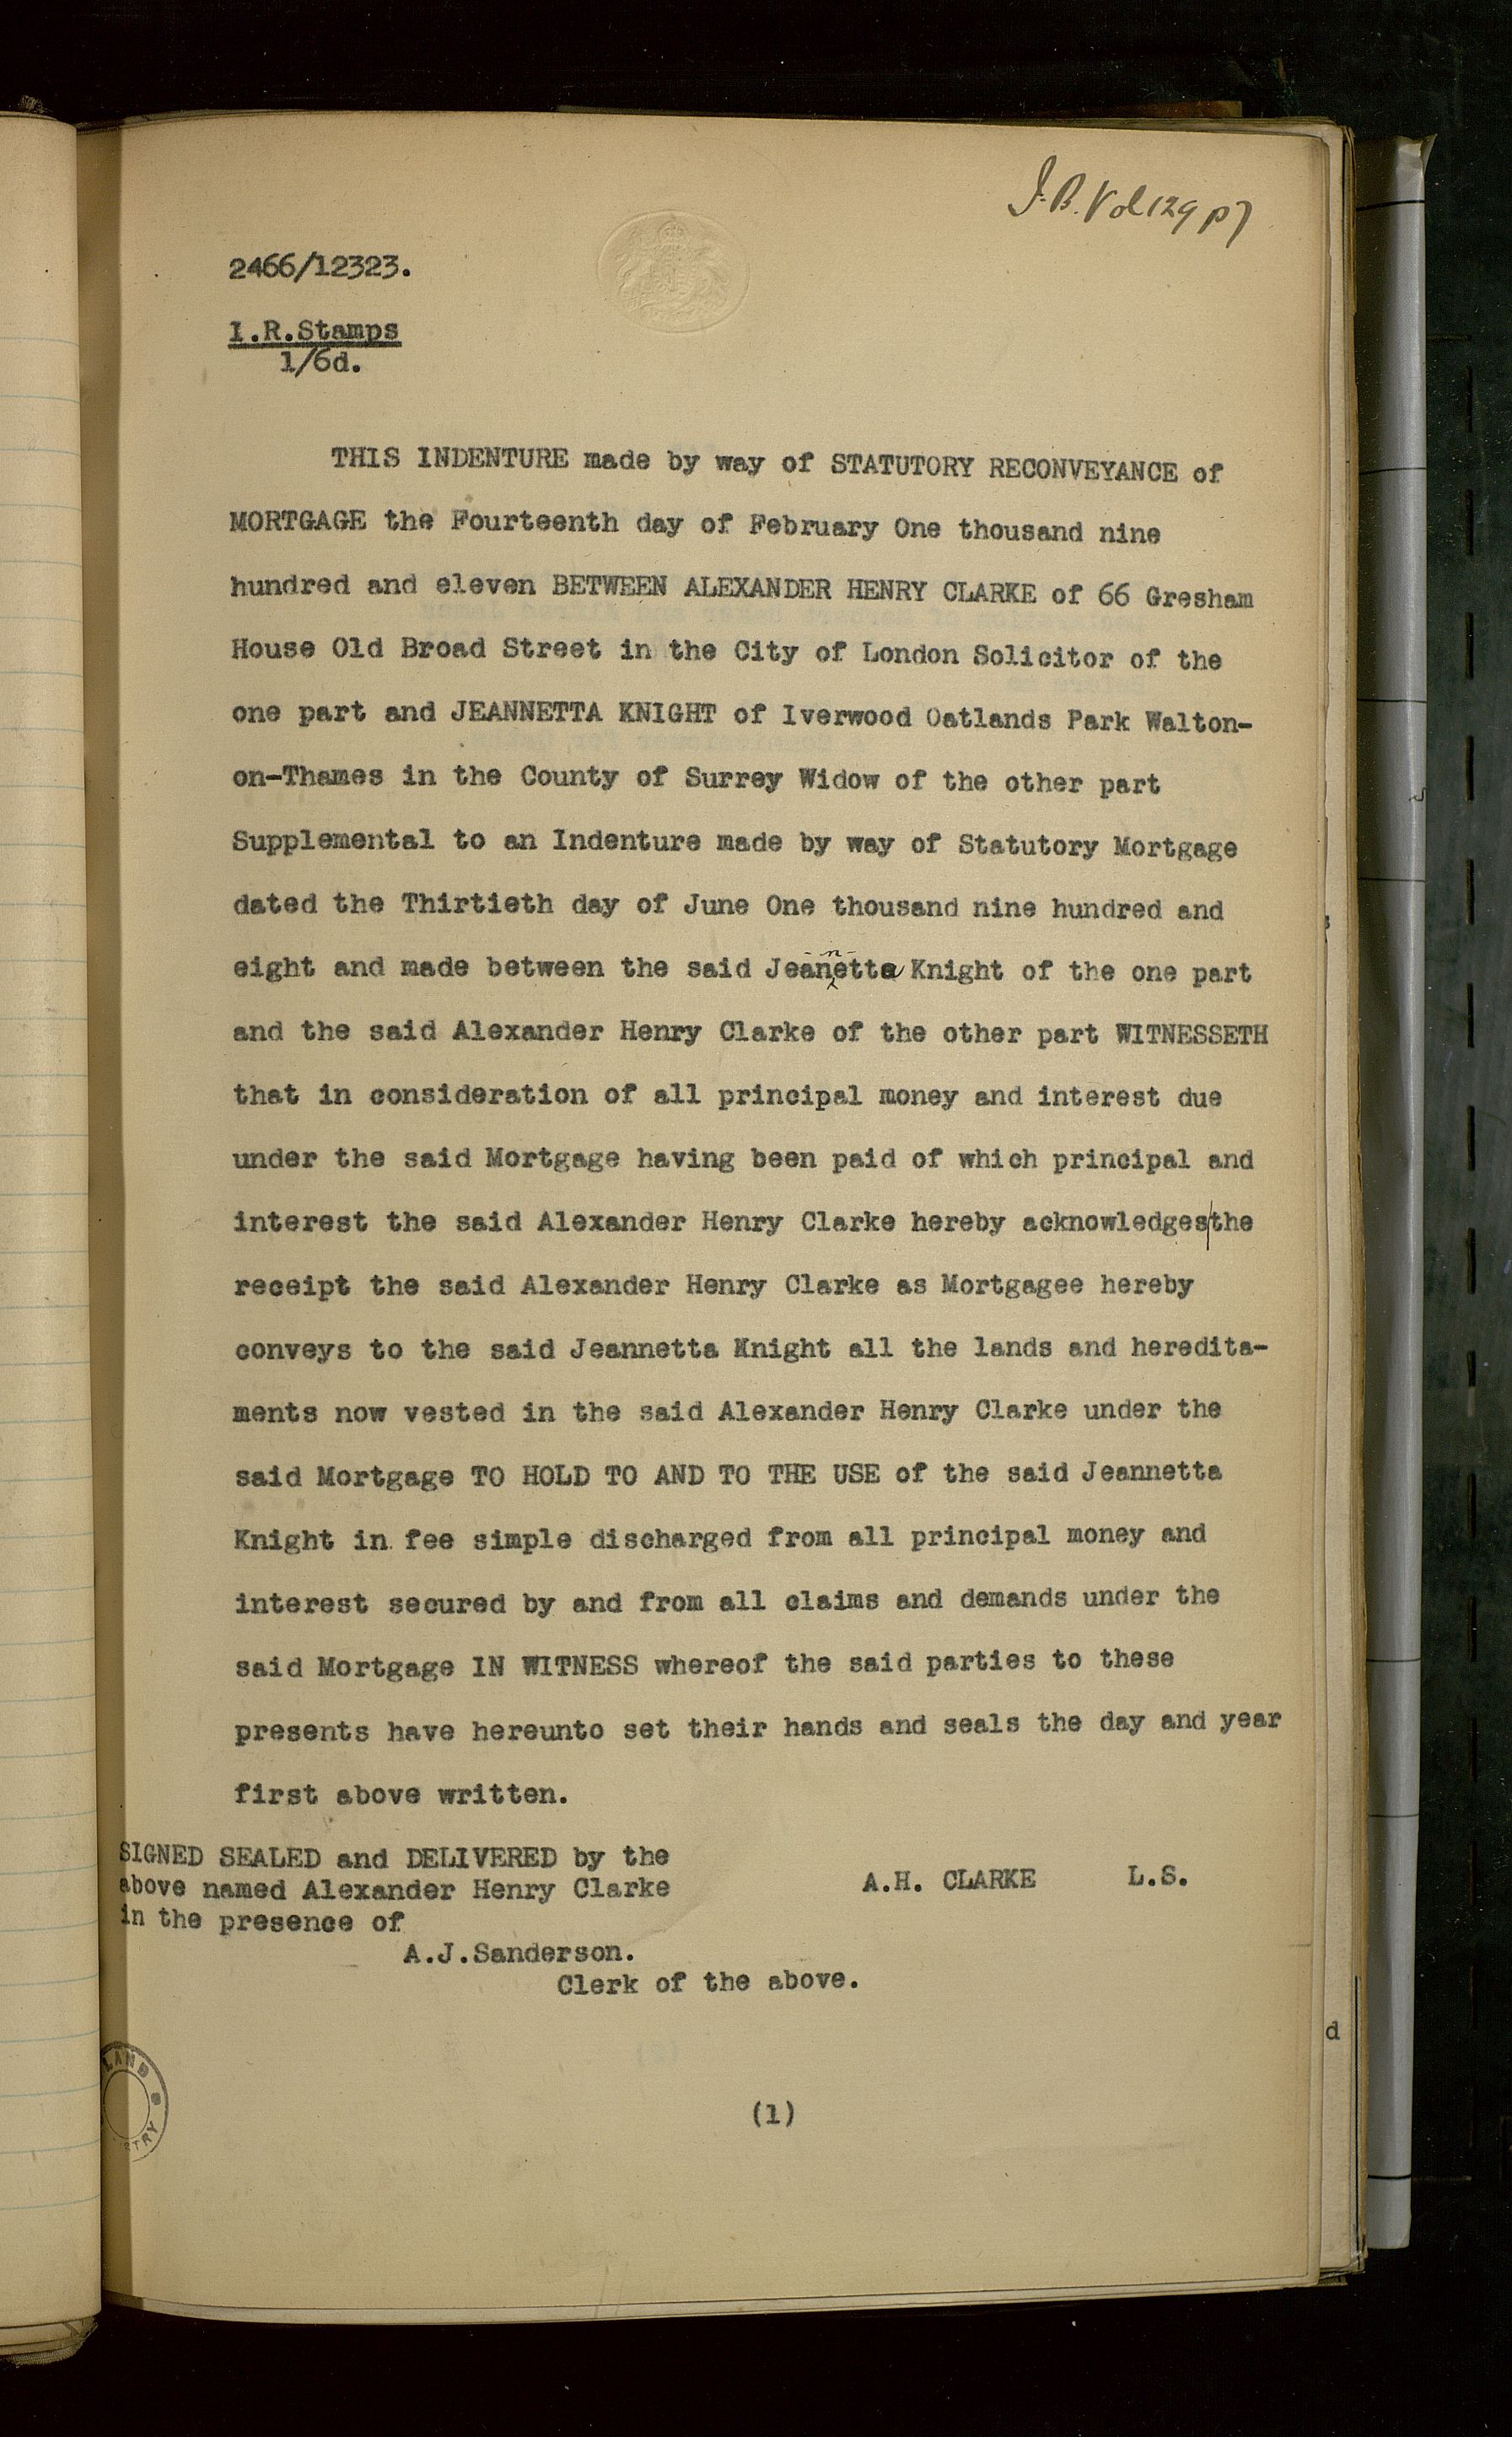 J.B. Vol 129 p7
2466/12323.
I.R.Stamps
1/6d.
THIS INDENTURE made by way of STATUTORY RECONVEYANCE of
MORTGAGE the Fourteenth day of February One thousand nine
hundred and eleven BETWEEN ALEXANDER HENRY CLARKE of 66 Gresham
House Old Broad Street in the City of London Solicitor of the
one part and JEANNETTA KNIGHT of Iverwood Oatlands Park Walton-
on-Thames in the County of Surrey Widow of the other part
Supplemental to an Indenture made by way of Statutory Mortgage
dated the Thirtieth day of June One thousand nine hundred and
eight and made between the said Jeannetta Knight of the one part
and the said Alexander Henry Clarke of the other part WITNESSETH
that in consideration of all principal money and interest due
under the said Mortgage having been paid of which principal and
interest the said Alexander Henry Clarke hereby acknowledges the
receipt the said Alexander Henry Clarke as Mortgagee hereby
conveys to the said Jeannetta Knight all the lands and heredita-
ments now vested in the said Alexander Henry Clarke under the
said Mortgage TO HOLD TO AND TO THE USE of the said Jeannetta
Knight in fee simple discharged from all principal money and
interest secured by and from all claims and demands under the
said Mortgage IN WITNESS whereof the said parties to these
presents have hereunto set their hands and seals the day and year
first above written.
SIGNED SEALED and DELIVERED by the
above named Alexander Henry Clarke A.H. CLARKE L.S.
in the presence of
A.J.Sanderson.
Clerk of the above.
d
(1)